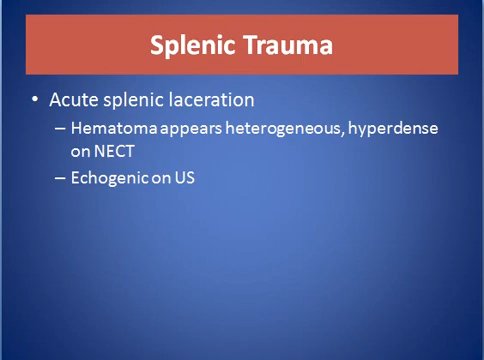 Splenic Trauma
• Acute splenic laceration
– Hematoma appears heterogeneous, hyperdense
on NECT
– Echogenic on US